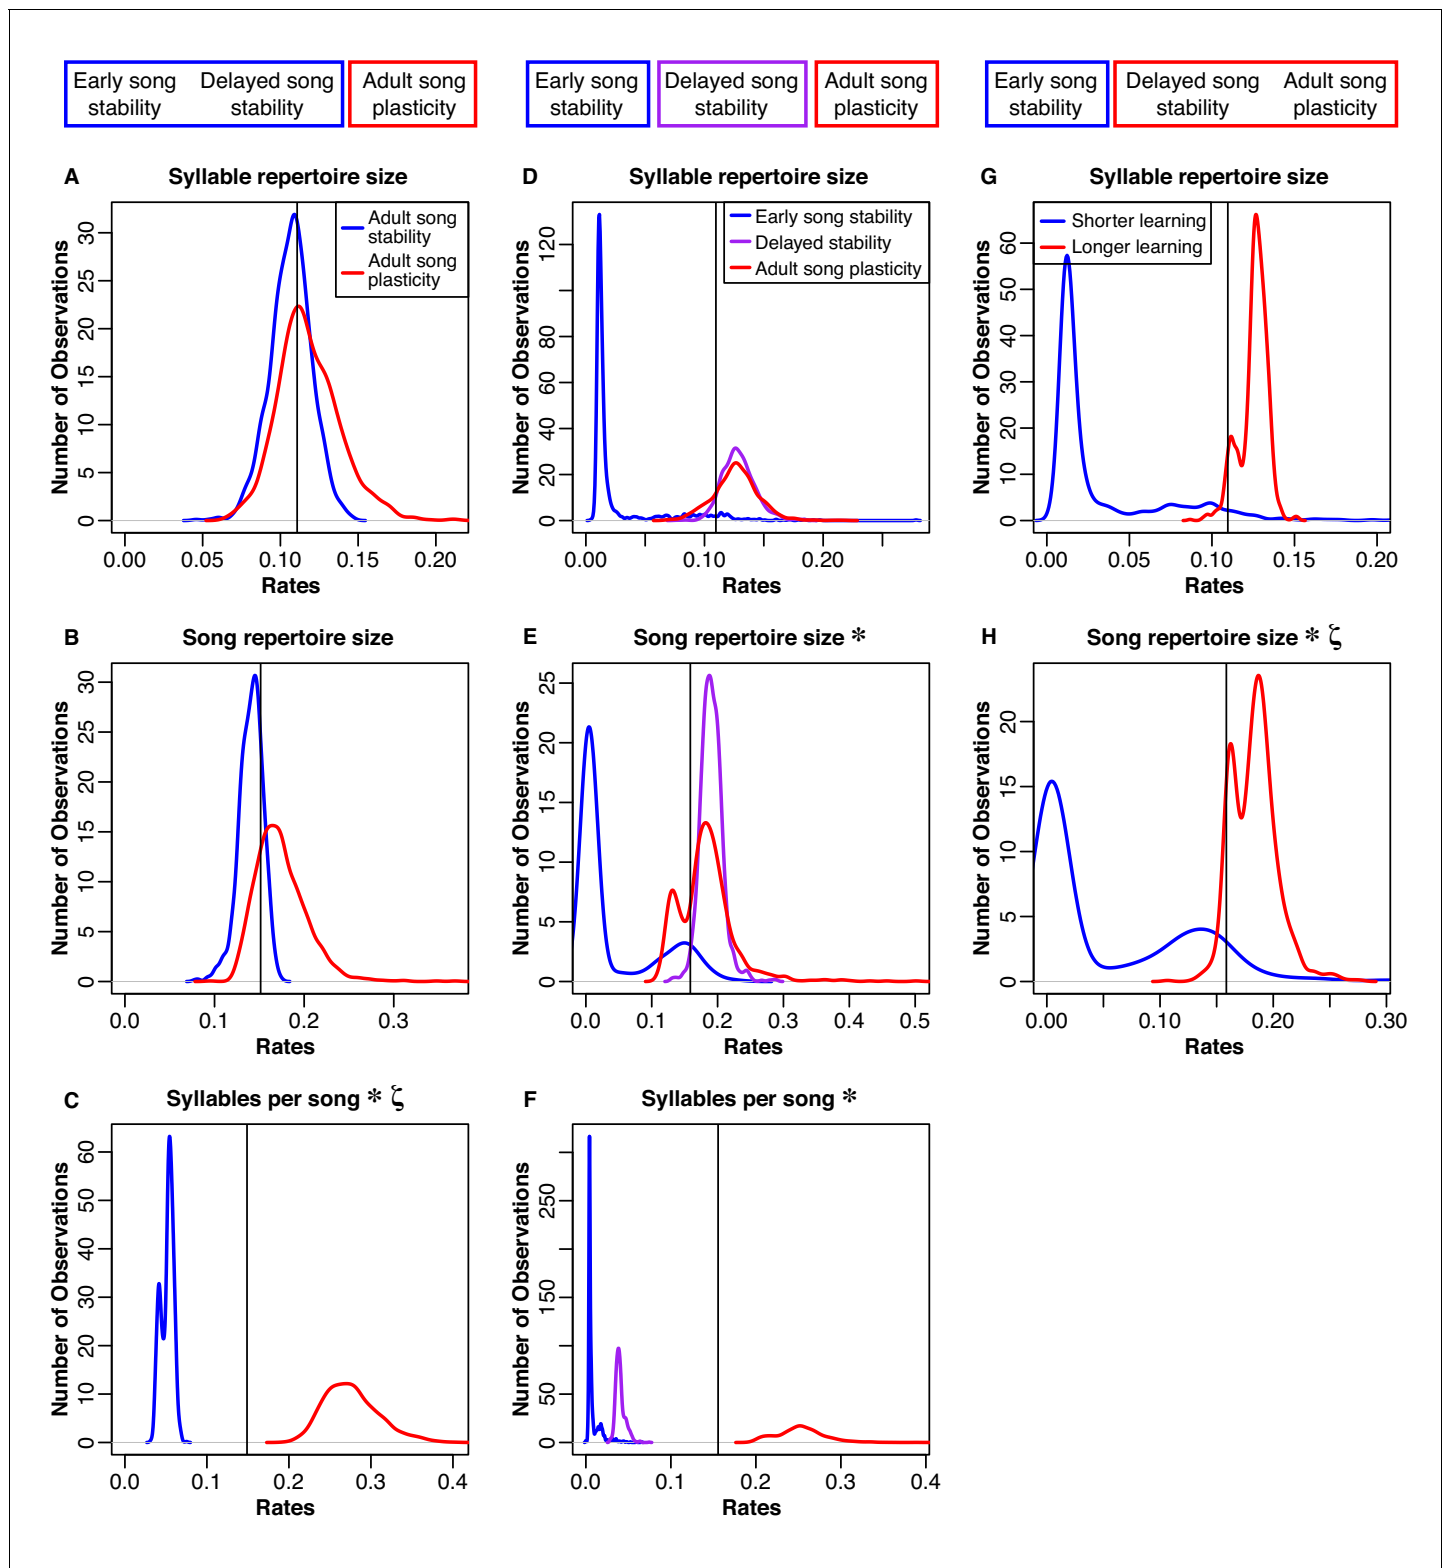 Early song stability
Delayed song stability
Adult song plasticity
Early song stability
Delayed song stability
Adult song plasticity
Early song stability
Delayed song stability
Adult song plasticity
A
Syllable repertoire size
Number of Observations
0 5 10 15 20 25 30
Adult song stability
Adult song plasticity
0.00 0.05 0.10 0.15 0.20
Rates
D
Syllable repertoire size
Number of Observations
0 20 40 60 80 120
Early song stability
Delayed stability
Adult song plasticity
0.00 0.10 0.20
Rates
G
Syllable repertoire size
Number of Observations
0 10 20 30 40 50 60
Shorter learning
Longer learning
0.00 0.05 0.10 0.15 0.20
Rates
B
Song repertoire size
Number of Observations
0 5 10 15 20 25 30
0.0 0.1 0.2 0.3
Rates
E
Song repertoire size *
Number of Observations
0 5 10 15 20 25
0.0 0.1 0.2 0.3 0.4 0.5
Rates
H
Song repertoire size * ζ
Number of Observations
0 5 10 15 20
0.00 0.10 0.20 0.30
Rates
C
Syllables per song * ζ
Number of Observations
0 10 20 30 40 50 60
0.0 0.1 0.2 0.3 0.4
Rates
F
Syllables per song *
Number of Observations
0 50 150 250
0.0 0.1 0.2 0.3 0.4
Rates